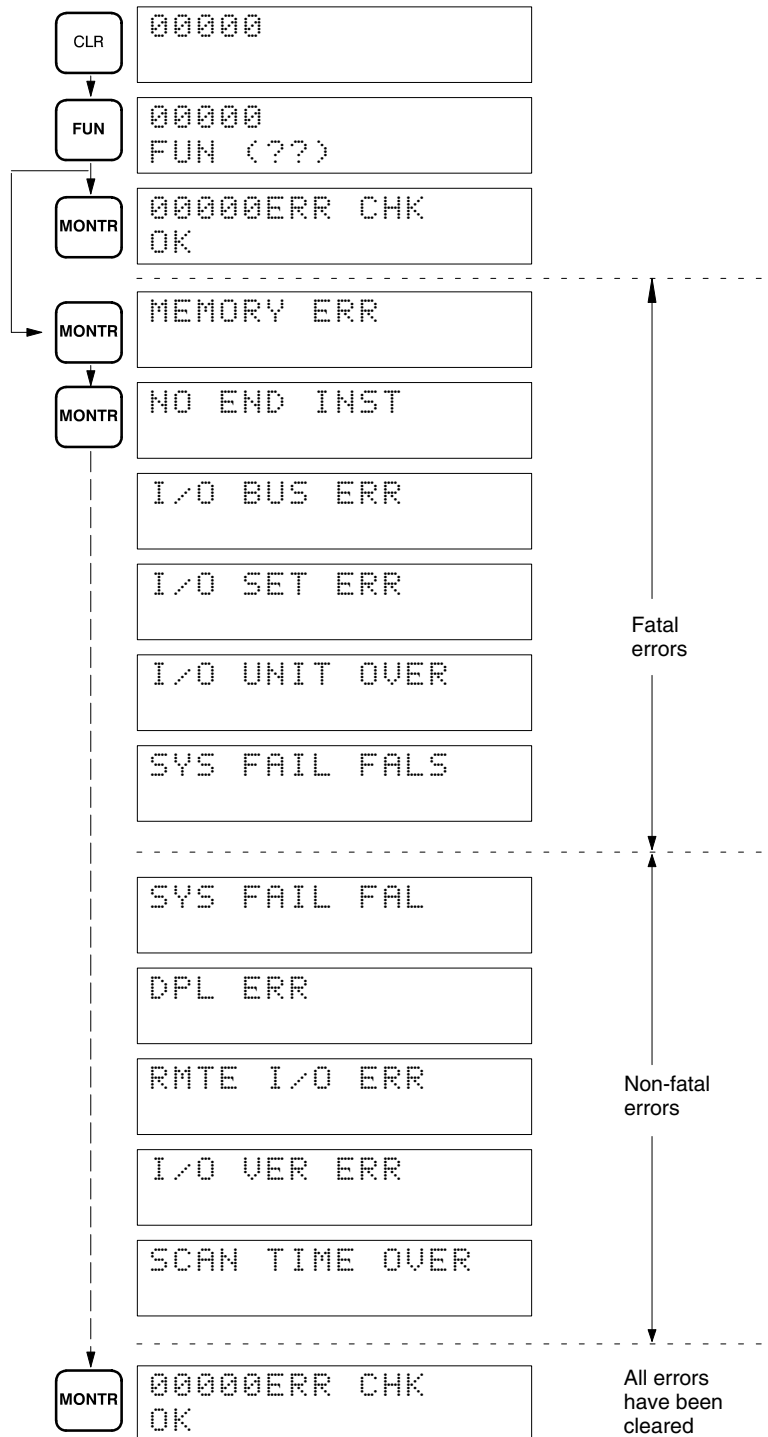 CLR
00000
FUN
00000
FUN (??)
MONTR
00000ERR CHK
OK
MONTR
MEMORY ERR
MONTR
NO END INST
I/O BUS ERR
I/O SET ERR
Fatal
errors
I/O UNIT OVER
SYS FAIL FALS
SYS FAIL FAL
DPL ERR
RMTE I/O ERR
Non-fatal
errors
I/O VER ERR
SCAN TIME OVER
MONTR
00000ERR CHK
OK
All errors
have been
cleared